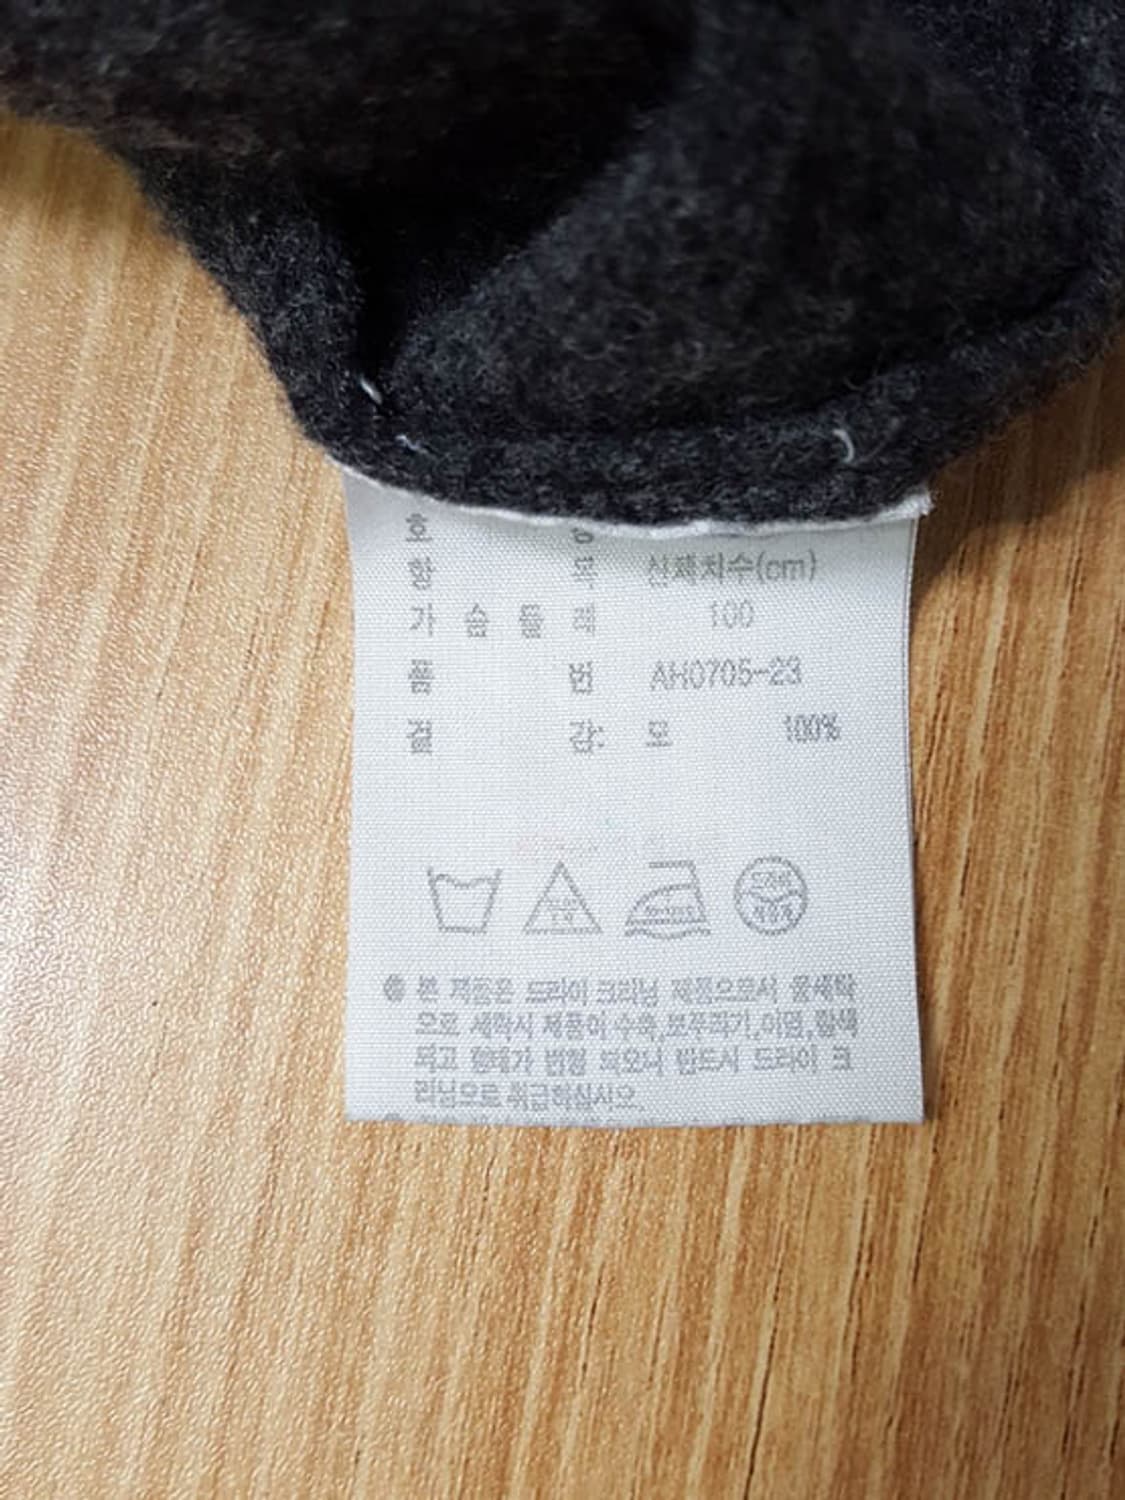 호 칭
항 목 신체치수(cm)
가 슴 둘 레 100
품 번 AH0705-23
겉 감: 모 100%
본 제품은 드라이 크리닝 제품으로서 물세탁
으로 세탁시 제품이 수축,보푸라기,이염,탈색
되고 형태가 변형 되오니 반드시 드라이 크
리닝으로 취급하십시오.